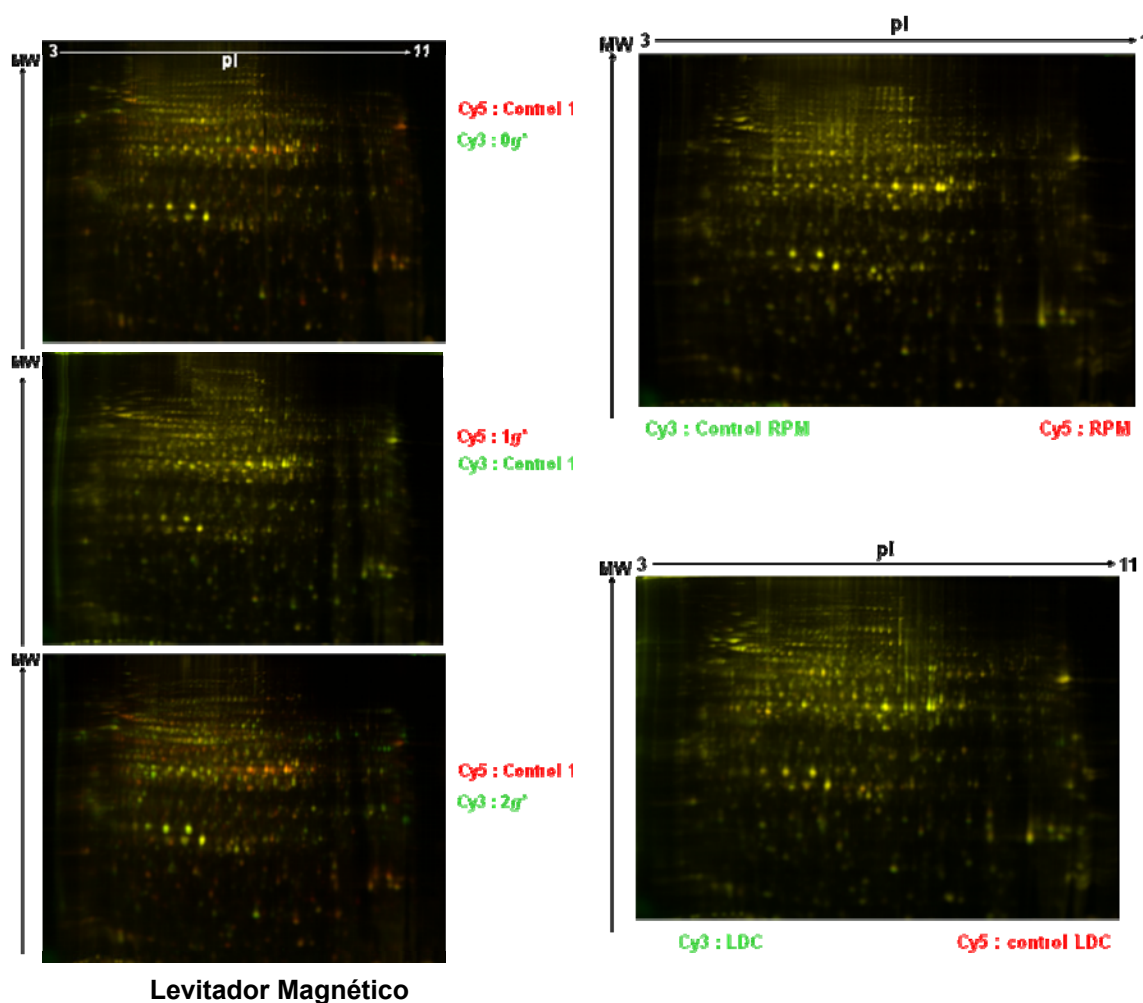 MW 3 pI 11
Cy5 : Control 1
Cy3 : 0g*
MW
Cy5 : 1g*
Cy3 : Control 1
MW
Cy5 : Control 1
Cy3 : 2g*
Levitador Magnético
pI
MW 3 1
Cy3 : Control RPM Cy5 : RPM
pI
MW 3 11
Cy3 : LDC Cy5 : control LDC